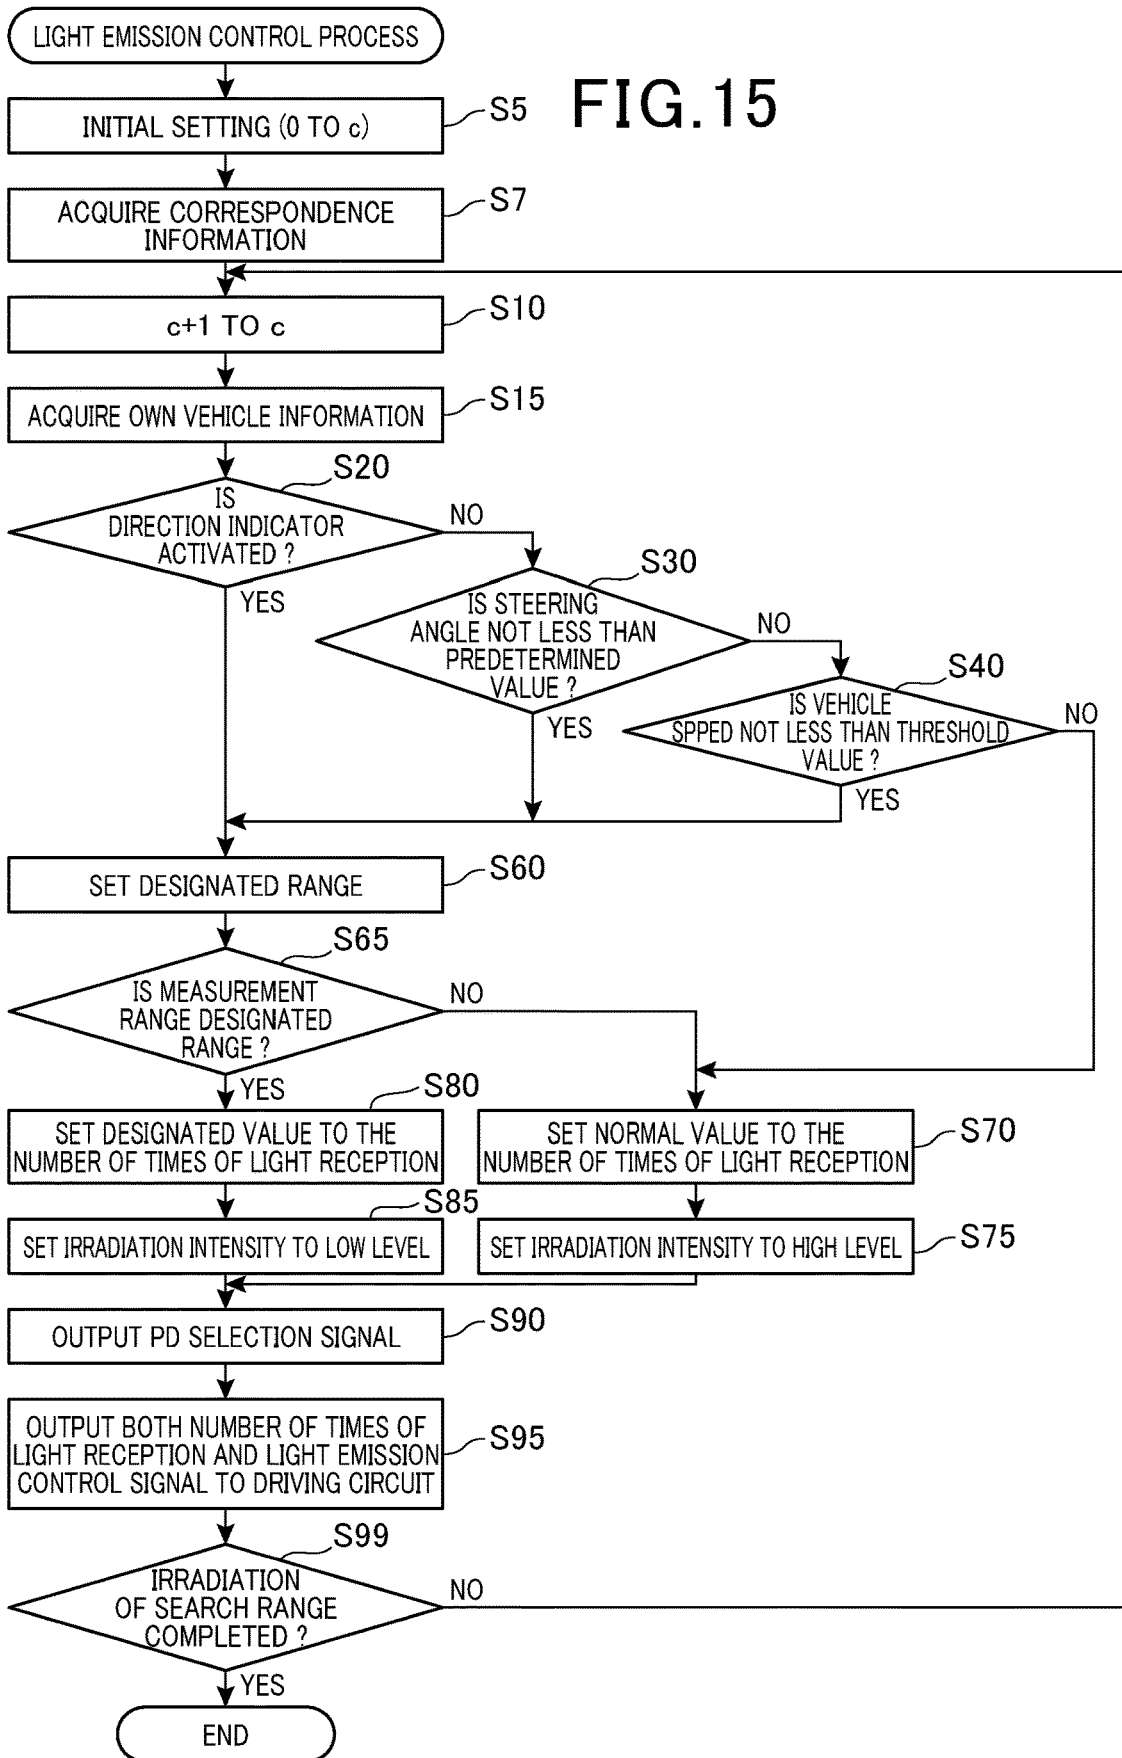 LIGHT EMISSION CONTROL PROCESS
FIG.15
INITIAL SETTING (0 TO c)
S5
ACQUIRE CORRESPONDENCE
INFORMATION
S7
c+1 TO c
S10
ACQUIRE OWN VEHICLE INFORMATION
S15
S20
IS
DIRECTION INDICATOR
ACTIVATED ?
NO
YES
S30
IS STEERING
ANGLE NOT LESS THAN
PREDETERMINED
VALUE ?
NO
YES
S40
IS VEHICLE
SPPED NOT LESS THAN THRESHOLD
VALUE ?
NO
YES
SET DESIGNATED RANGE
S60
S65
IS MEASUREMENT
RANGE DESIGNATED
RANGE ?
NO
YES
S80
SET DESIGNATED VALUE TO THE
NUMBER OF TIMES OF LIGHT RECEPTION
SET NORMAL VALUE TO THE
NUMBER OF TIMES OF LIGHT RECEPTION
S70
S85
SET IRRADIATION INTENSITY TO LOW LEVEL
SET IRRADIATION INTENSITY TO HIGH LEVEL
S75
OUTPUT PD SELECTION SIGNAL
S90
OUTPUT BOTH NUMBER OF TIMES OF
LIGHT RECEPTION AND LIGHT EMISSION
CONTROL SIGNAL TO DRIVING CIRCUIT
S95
S99
IRRADIATION
OF SEARCH RANGE
COMPLETED ?
NO
YES
END